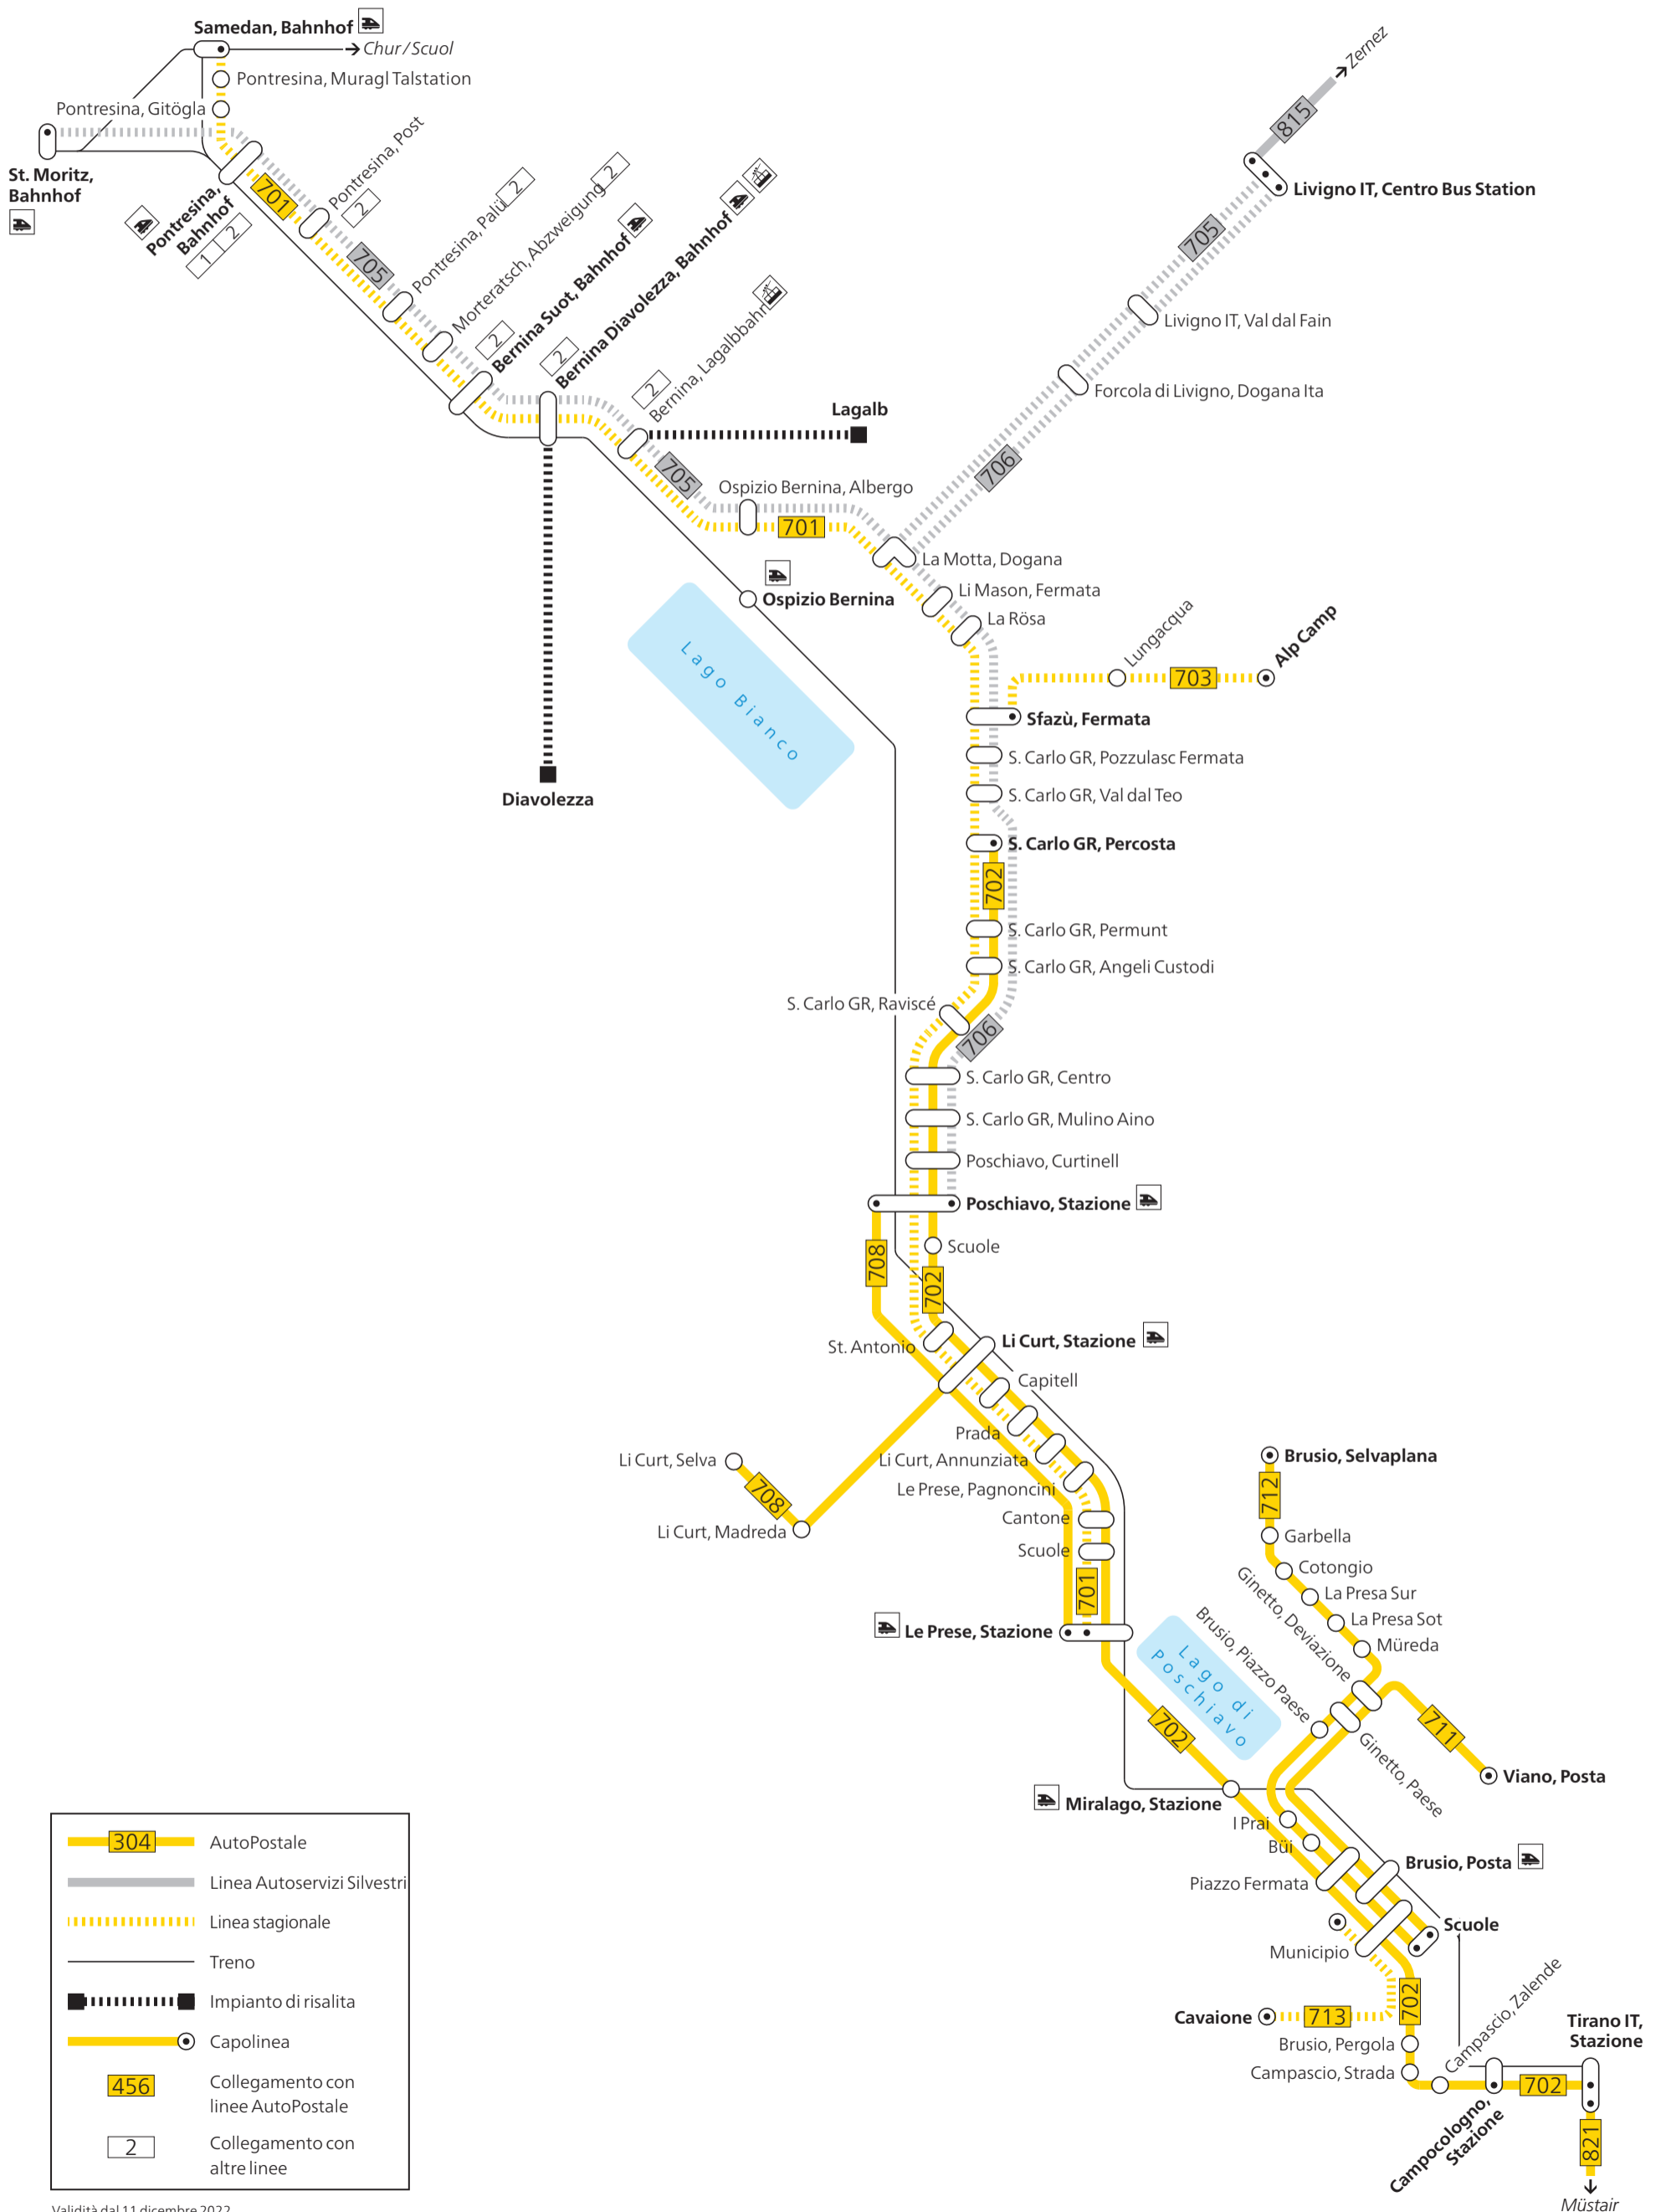 Samedan, Bahnhof
Chur/Scuol
Pontresina, Muragl Talstation
Pontresina, Gitögla
St. Moritz,
Bahnhof
Pontresina,
Bahnhof
1
2
701
Pontresina, Post
2
705
Pontresina, Palü
2
Morteratsch, Abzweigung
2
Bernina Suot, Bahnhof
2
Bernina Diavolezza, Bahnhof
2
Bernina, Lagalbbahn
2
Lagalb
705
Ospizio Bernina, Albergo
701
Zernez
815
Livigno IT, Centro Bus Station
705
Livigno IT, Val dal Fain
Forcola di Livigno, Dogana Ita
706
La Motta, Dogana
Ospizio Bernina
Li Mason, Fermata
La Rösa
Lago Bianco
Lungacqua
703
Alp Camp
Sfazù, Fermata
S. Carlo GR, Pozzulasc Fermata
S. Carlo GR, Val dal Teo
Diavolezza
S. Carlo GR, Percosta
702
S. Carlo GR, Permunt
S. Carlo GR, Angeli Custodi
S. Carlo GR, Raviscé
706
S. Carlo GR, Centro
S. Carlo GR, Mulino Aino
Poschiavo, Curtinell
Poschiavo, Stazione
Scuole
708
702
St. Antonio
Li Curt, Stazione
Capitell
Prada
Li Curt, Annunziata
Le Prese, Pagnoncini
Cantone
Scuole
Li Curt, Selva
708
Li Curt, Madreda
701
Le Prese, Stazione
Brusio, Selvaplana
712
Garbella
Cotongio
La Presa Sur
La Presa Sot
Müreda
Ginetto, Deviazione
Brusio, Piazzo Paese
Lago di
Poschiavo
702
Ginetto, Paese
711
Viano, Posta
Miralago, Stazione
I Prai
Büi
Piazzo Fermata
Brusio, Posta
Scuole
Municipio
702
Cavaione
713
Brusio, Pergola
Campascio, Strada
Campascio, Zalende
Tirano IT,
Stazione
702
Campocologno,
Stazione
821
Müstair
304
AutoPostale
Linea Autoservizi Silvestri
Linea stagionale
Treno
Impianto di risalita
Capolinea
456
Collegamento con
linee AutoPostale
2
Collegamento con
altre linee
Validità dal 11 dicembre 2022